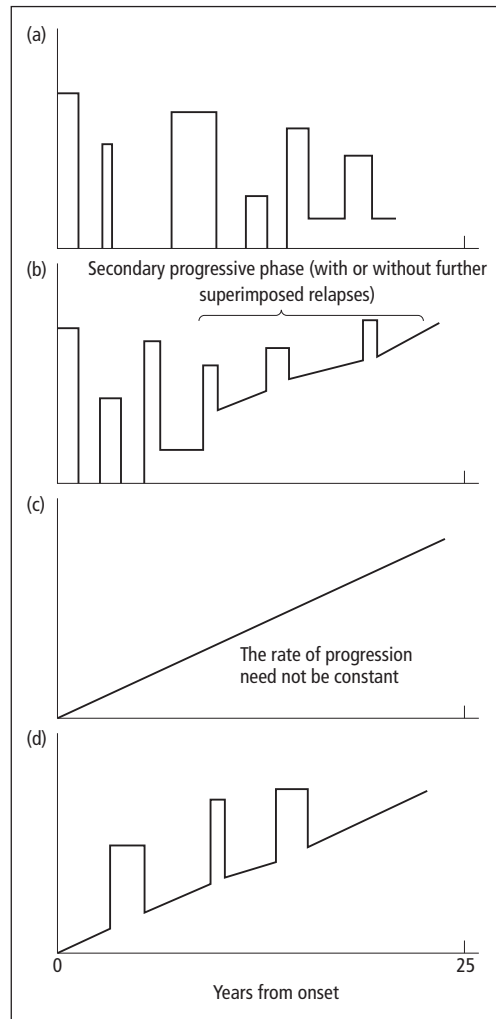 (a)
(b)
Secondary progressive phase (with or without further
superimposed relapses)
(c)
The rate of progression
need not be constant
(d)
0
25
Years from onset